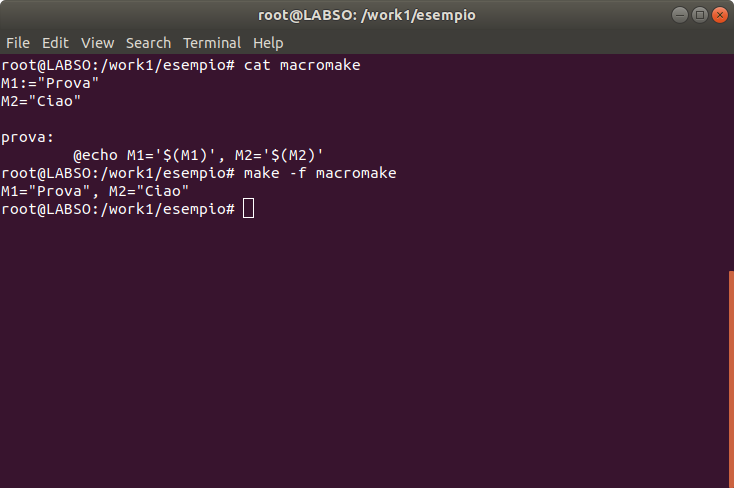 root@LABSO: /work1/esempio
File Edit View Search Terminal Help
root@LABSO:/work1/esempio# cat macromake
M1:="Prova"
M2="Ciao"
prova:
        @echo M1='$(M1)', M2='$(M2)'
root@LABSO:/work1/esempio# make -f macromake
M1="Prova", M2="Ciao"
root@LABSO:/work1/esempio#